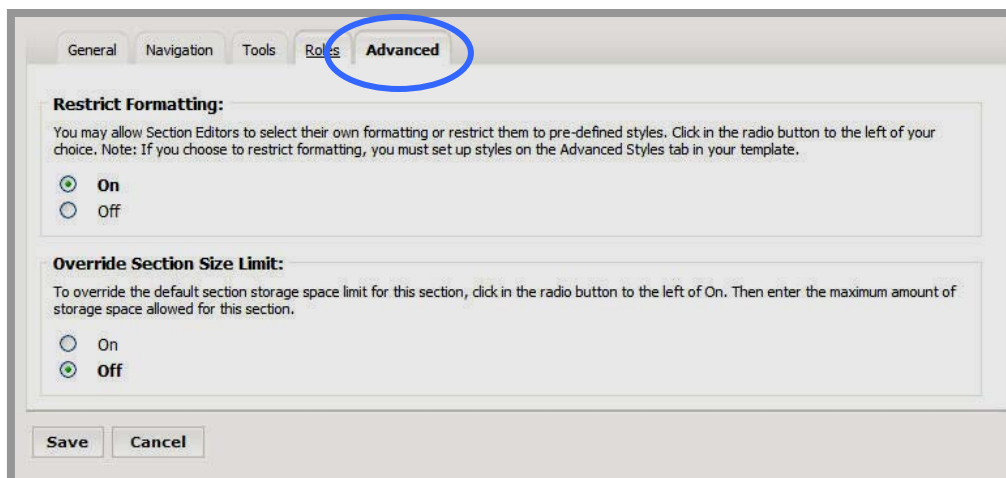 General Navigation Tools Roles Advanced
Restrict Formatting:
You may allow Section Editors to select their own formatting or restrict them to pre-defined styles. Click in the radio button to the left of your
choice. Note: If you choose to restrict formatting, you must set up styles on the Advanced Styles tab in your template.
On
Off
Override Section Size Limit:
To override the default section storage space limit for this section, click in the radio button to the left of On. Then enter the maximum amount of
storage space allowed for this section.
On
Off
Save Cancel